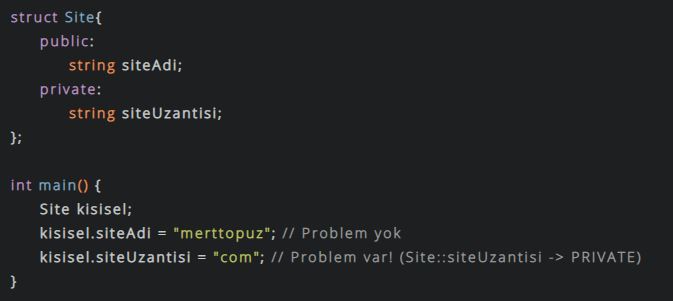 struct Site{
public:
string siteAdi;
private:
string siteUzantisi;
};
int main() {
Site kisisel;
kisisel.siteAdi = "merttopuz"; // Problem yok
kisisel.siteUzantisi = "com"; // Problem var! (Site::siteUzantisi -> PRIVATE)
}